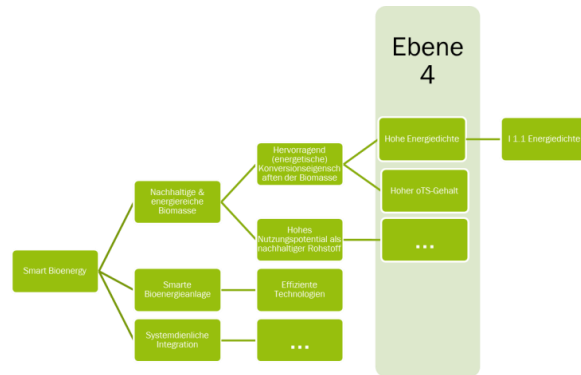 Ebene
4
Hohe Energiedichte
I 1.1 Energiedichte
Hervorragend
(energetische)
Konversionseigensch
aften der Biomasse
Hoher oTS-Gehalt
Nachhaltige &
energiereiche
Biomasse
Hohes
Nutzungspotential als
nachhaltiger Rohstoff
...
Smart Bioenergy
Smarte
Bioenergieanlage
Effiziente
Technologien
Systemdienliche
Integration
...